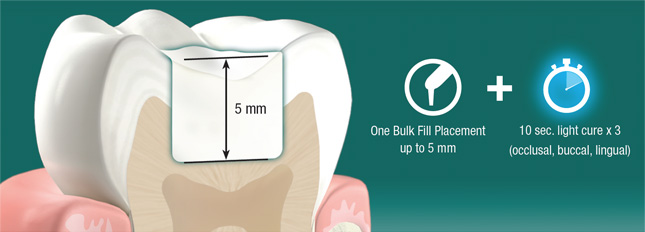 5 mm
One Bulk Fill Placement
up to 5 mm
10 sec. light cure x 3
(occlusal, buccal, lingual)